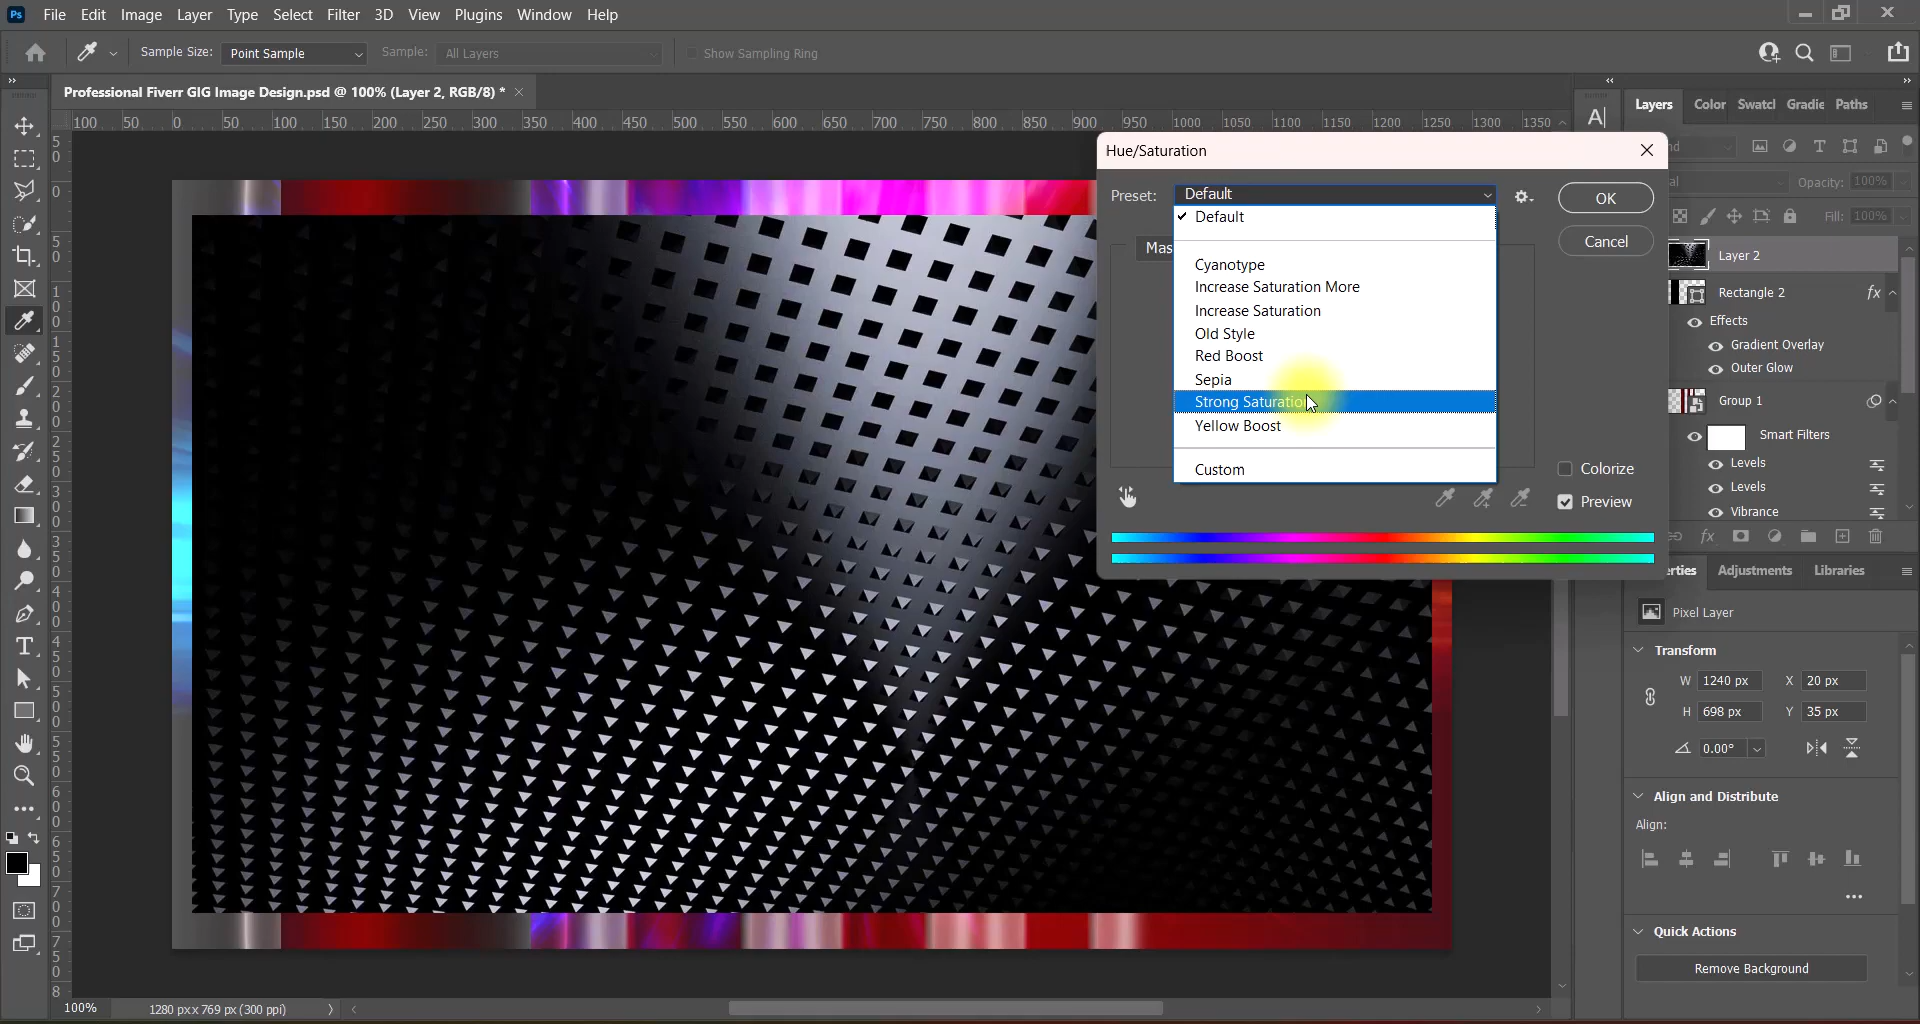 Ps File Edit Image Layer Type Select Filter 3D View Plugins Window Help
Sample Size: Point Sample Sample: All Layers Show Sampling Ring
Professional Fiverr GIG Image Design.psd @ 100% (Layer 2, RGB/8) *
100 50 0 50 100 150 200 250 300 350 400 450 500 550 600 650 700 750 800 850 900 950 1000 1050 1100 1150 1200 1250 1300 1350
Hue/Saturation
Preset: Default
Default
Cyanotype
Increase Saturation More
Increase Saturation
Old Style
Red Boost
Sepia
Strong Saturation
Yellow Boost
Custom
Mas
OK
Cancel
Colorize
Preview
A
Layers Color Swatcl Gradie Paths
Opacity: 100%
Fill: 100%
Layer 2
Rectangle 2 fx
Effects
Gradient Overlay
Outer Glow
Group 1
Smart Filters
Levels
Levels
Vibrance
fx
erties Adjustments Libraries
Pixel Layer
Transform
W 1240 px X 20 px
H 698 px Y 35 px
0.00°
Align and Distribute
Align:
Quick Actions
Remove Background
100% 1280 px x 769 px (300 ppi)